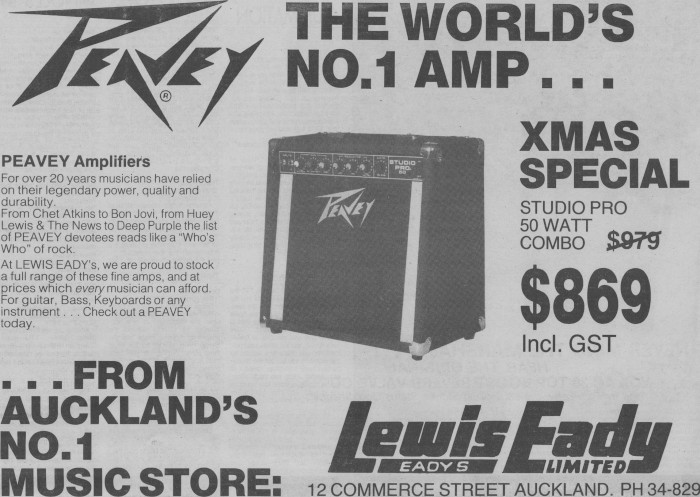 PEAVEY
®
THE WORLD'S
NO.1 AMP . . .
PEAVEY Amplifiers
For over 20 years musicians have relied
on their legendary power, quality and
durability.
From Chet Atkins to Bon Jovi, from Huey
Lewis & The News to Deep Purple the list
of PEAVEY devotees reads like a "Who's
Who" of rock.
At LEWIS EADY's, we are proud to stock
a full range of these fine amps, and at
prices which every musician can afford.
For guitar, Bass, Keyboards or any
instrument . . . Check out a PEAVEY
today.
STUDIO
PRO
PEAVEY
XMAS
SPECIAL
STUDIO PRO
50 WATT
COMBO $979
$869
Incl. GST
. . . FROM
AUCKLAND'S
NO.1
MUSIC STORE:
Lewis Eady
EADYS LIMITED
12 COMMERCE STREET AUCKLAND. PH 34-829